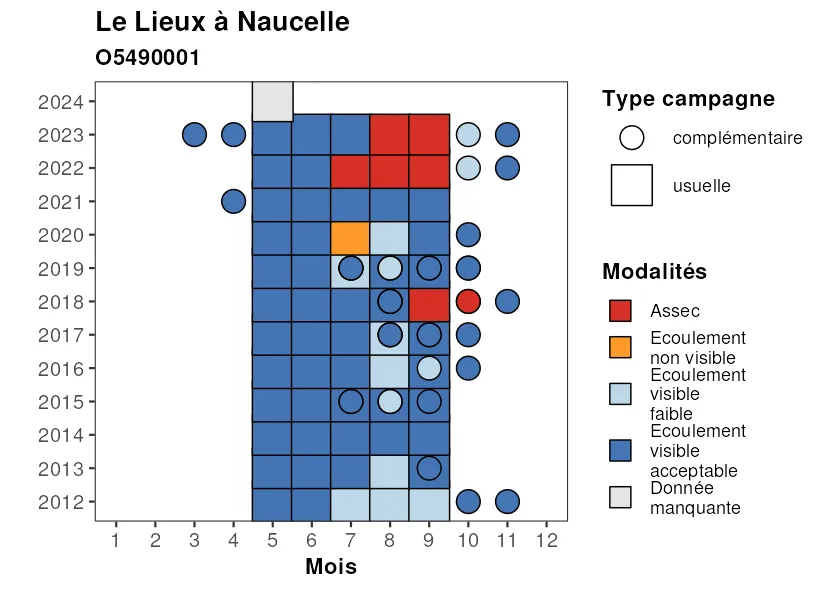 Le Lieux à Naucelle
O5490001
2024
2023
2022
2021
2020
2019
2018
2017
2016
2015
2014
2013
2012
1 2 3 4 5 6 7 8 9 10 11 12
Mois
Type campagne
complémentaire
usuelle
Modalités
Assec
Ecoulement
non visible
Ecoulement
visible
faible
Ecoulement
visible
acceptable
Donnée
manquante